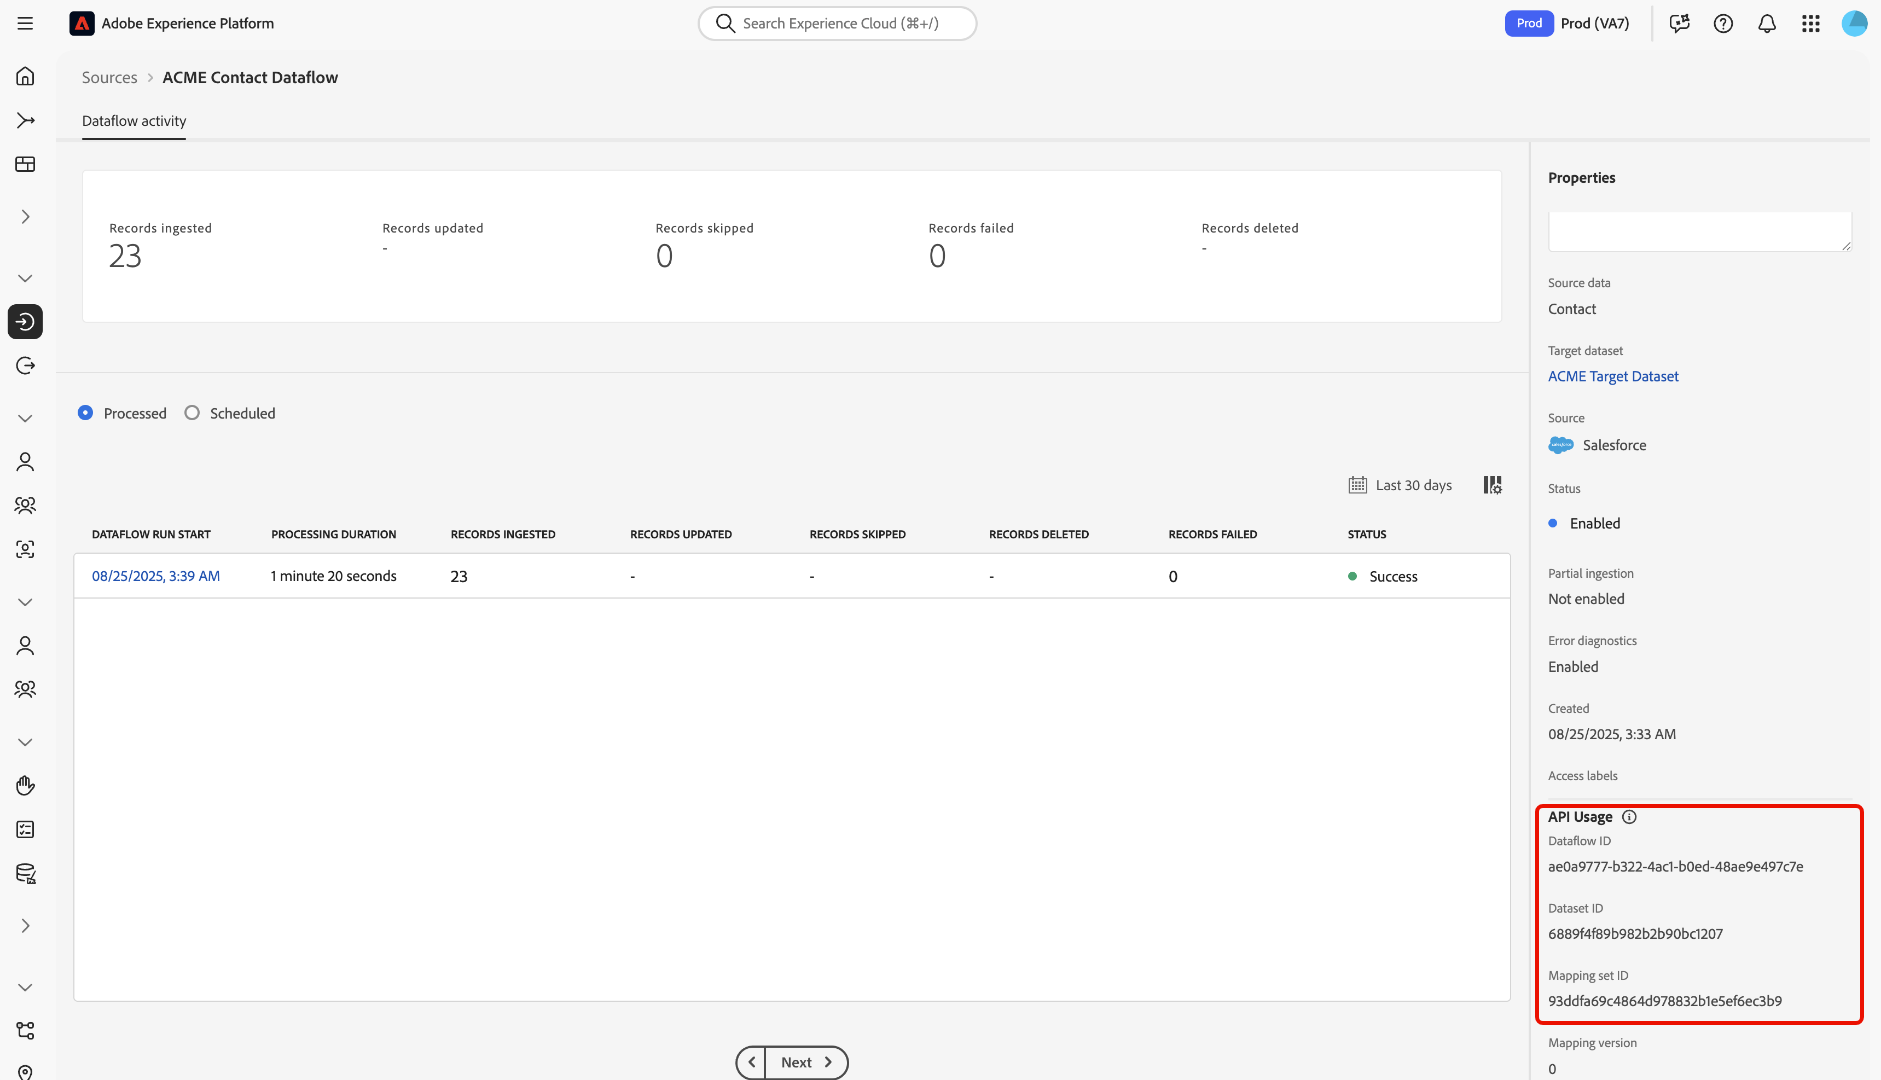 Adobe Experience Platform
Search Experience Cloud (⌘+/)
Prod
Prod (VA7)
Sources
ACME Contact Dataflow
Dataflow activity
Records ingested
23
Records updated
-
Records skipped
0
Records failed
0
Records deleted
-
Processed
Scheduled
Last 30 days
DATAFLOW RUN START PROCESSING DURATION RECORDS INGESTED RECORDS UPDATED RECORDS SKIPPED RECORDS DELETED RECORDS FAILED STATUS
08/25/2025, 3:39 AM 1 minute 20 seconds 23 - - - 0 Success
Next
Properties
Source data
Contact
Target dataset
ACME Target Dataset
Source
Salesforce
Status
Enabled
Partial ingestion
Not enabled
Error diagnostics
Enabled
Created
08/25/2025, 3:33 AM
Access labels
API Usage
Dataflow ID
ae0a9777-b322-4ac1-b0ed-48ae9e497c7e
Dataset ID
6889f4f89b982b2b90bc1207
Mapping set ID
93ddfa69c4864d978832b1e5ef6ec3b9
Mapping version
0